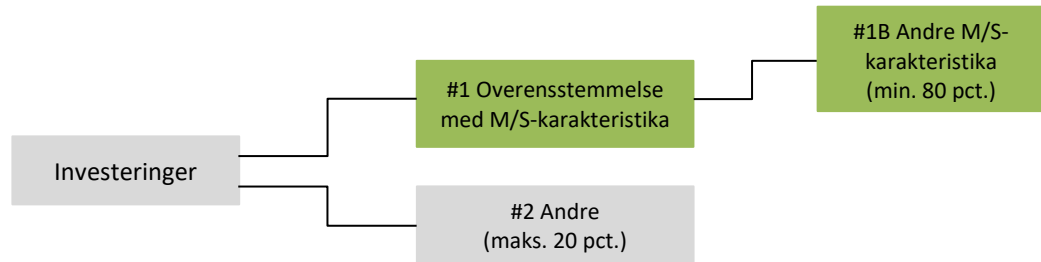 #1B Andre M/S-
karakteristika
(min. 80 pct.)
#1 Overensstemmelse
med M/S-karakteristika
Investeringer
#2 Andre
(maks. 20 pct.)